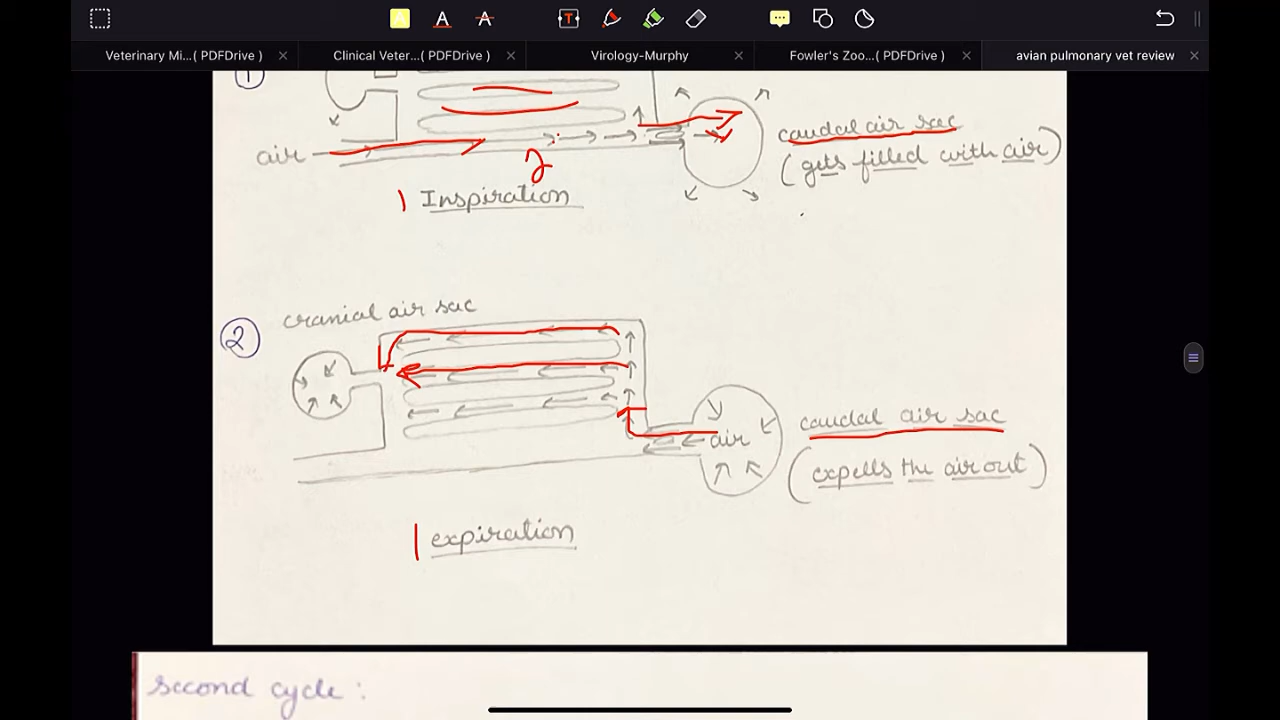 Veterinary Mi...( PDFDrive )
Clinical Veter...( PDFDrive )
Virology-Murphy
Fowler's Zoo...( PDFDrive )
avian pulmonary vet review
A
A
A
T
1
air
2
caudal air sac
(gets filled with air)
1 Inspiration
2
cranial air sac
air
caudal air sac
(expells the air out)
1 expiration
second cycle :